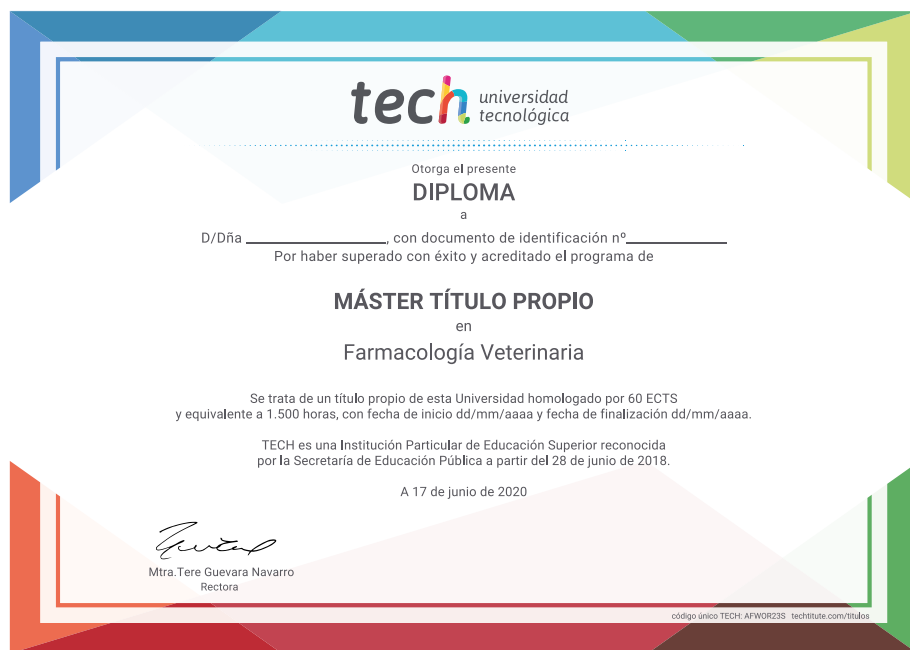 tech universidad
tecnológica
Otorga el presente
DIPLOMA
a
D/Dña ____________________, con documento de identificación nº______________
Por haber superado con éxito y acreditado el programa de
MÁSTER TÍTULO PROPIO
en
Farmacología Veterinaria
Se trata de un título propio de esta Universidad homologado por 60 ECTS
y equivalente a 1.500 horas, con fecha de inicio dd/mm/aaaa y fecha de finalización dd/mm/aaaa.
TECH es una Institución Particular de Educación Superior reconocida
por la Secretaría de Educación Pública a partir del 28 de junio de 2018.
A 17 de junio de 2020
Mtra.Tere Guevara Navarro
Rectora
código único TECH: AFWOR23S techtitute.com/titulos